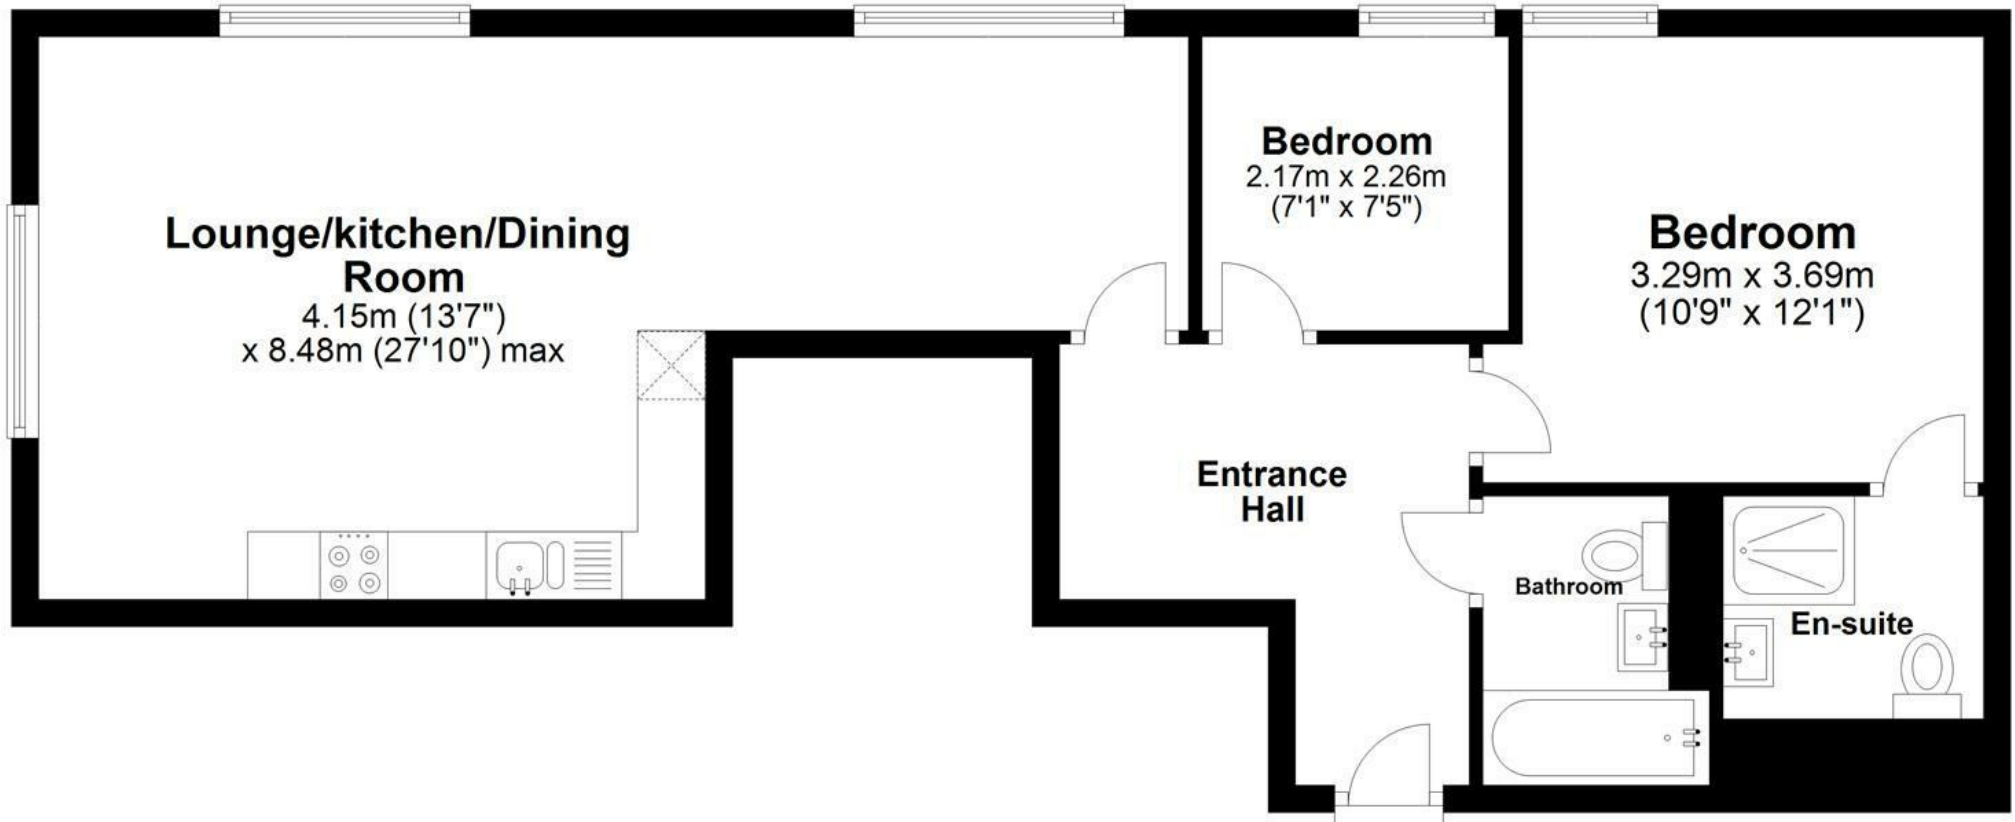 Lounge/kitchen/Dining
Room
4.15m (13'7")
x 8.48m (27'10") max
Bedroom
2.17m x 2.26m
(7'1" x 7'5")
Bedroom
3.29m x 3.69m
(10'9" x 12'1")
Entrance
Hall
Bathroom
En-suite